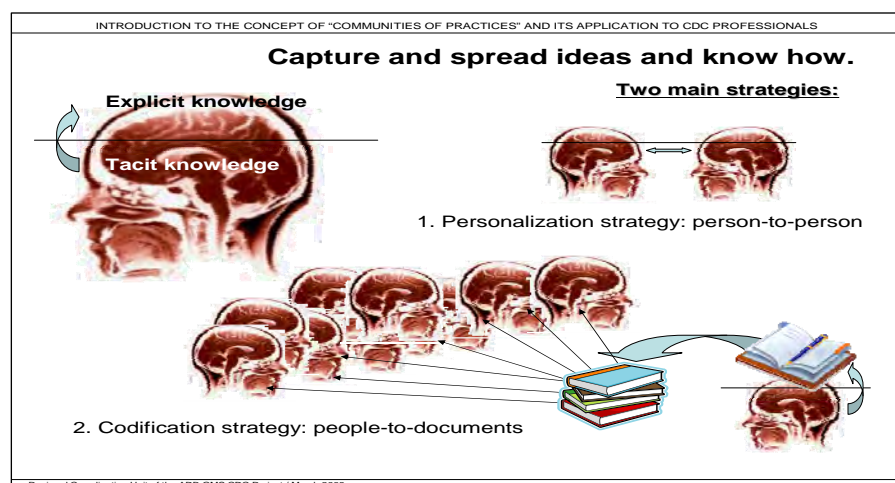 INTRODUCTION TO THE CONCEPT OF “COMMUNITIES OF PRACTICES” AND ITS APPLICATION TO CDC PROFESSIONALS
Capture and spread ideas and know how.
Two main strategies:
Explicit knowledge
Tacit knowledge
1. Personalization strategy: person-to-person
2. Codification strategy: people-to-documents